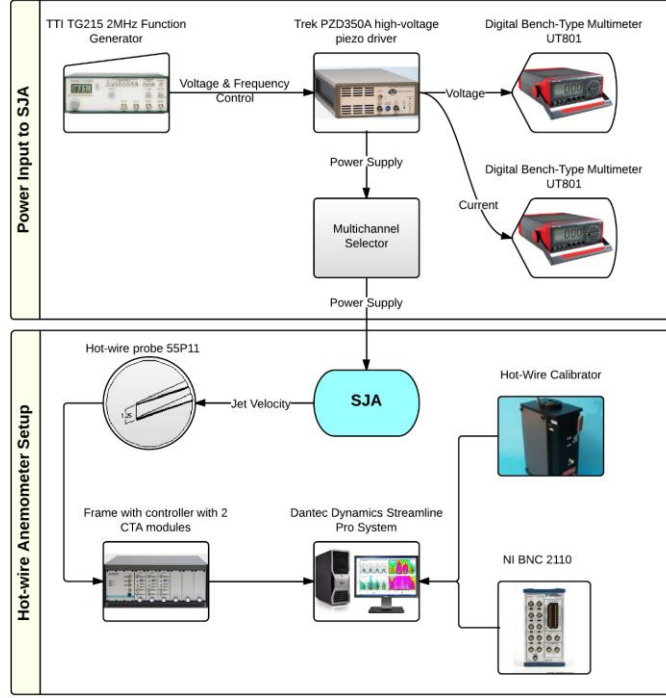 TTI TG215 2MHz Function
Generator
Trek PZD350A high-voltage
piezo driver
Digital Bench-Type Multimeter
UT801
Voltage & Frequency
Control
Voltage
Digital Bench-Type Multimeter
UT801
Power Supply
Current
Multichannel
Selector
Power Supply
Power Input to SJA
Hot-wire probe 55P11
1.25
Jet Velocity
SJA
Hot-Wire Calibrator
Frame with controller with 2
CTA modules
Dantec Dynamics Streamline
Pro System
NI BNC 2110
Hot-wire Anemometer Setup